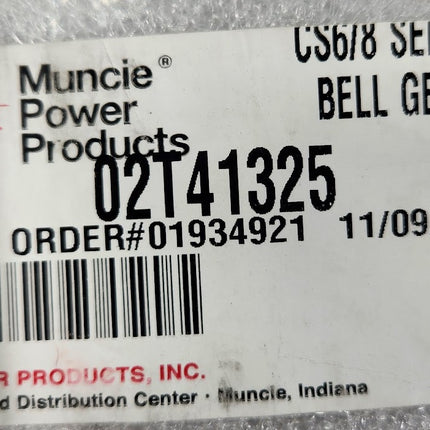 CS6/8 SE
Muncie®
Power
Products
BELL GE
02T41325
ORDER#01934921 11/09
R PRODUCTS, INC.
d Distribution Center · Muncie, Indiana